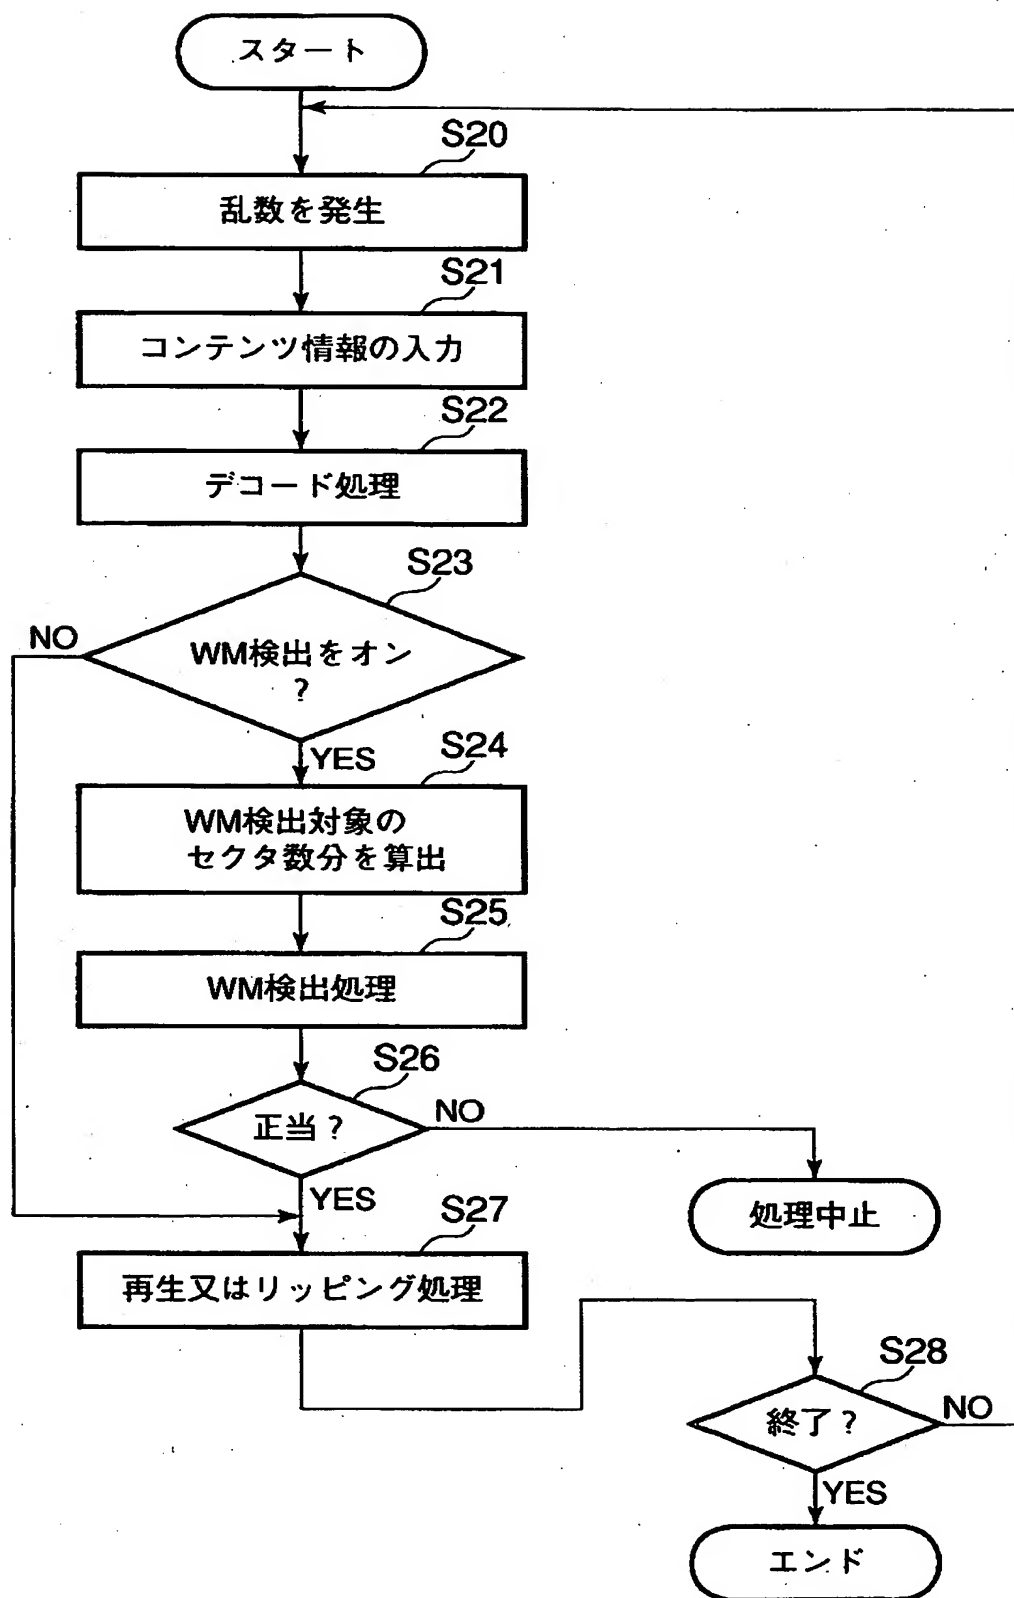 スタート
S20
乱数を発生
S21
コンテンツ情報の入力
S22
デコード処理
S23
NO
WM検出をオン
?
YES
S24
WM検出対象の
セクタ数分を算出
S25
WM検出処理
S26
正当?
NO
YES
処理中止
S27
再生又はリッピング処理
S28
終了?
NO
YES
エンド